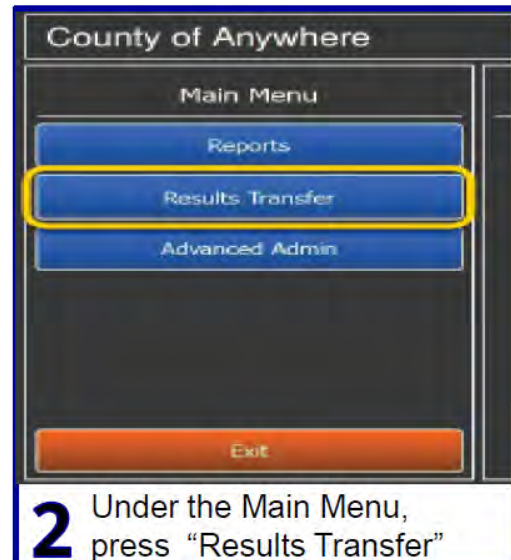 County of Anywhere
Main Menu
Reports
Results Transfer
Advanced Admin
Exit
2 Under the Main Menu,
press “Results Transfer”